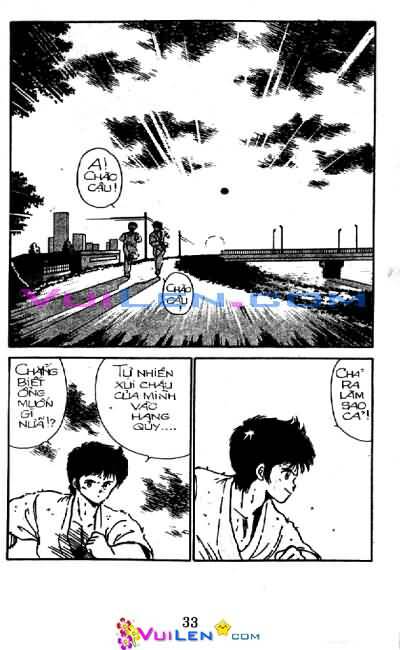 A!
CHÀO
CẬU!
CHÀO
CẬU
!
VUILEN.COM
CHẲNG
BIẾT
ÔNG
MUỐN
GÌ
NỮA!?
TỰ NHIÊN
XÚI CHÁU
CỦA MÌNH
VÀO
HẠNG
QUỶ....
CHẢ
RA LÀM
SAO
CẢ!
33
VUILEN.COM